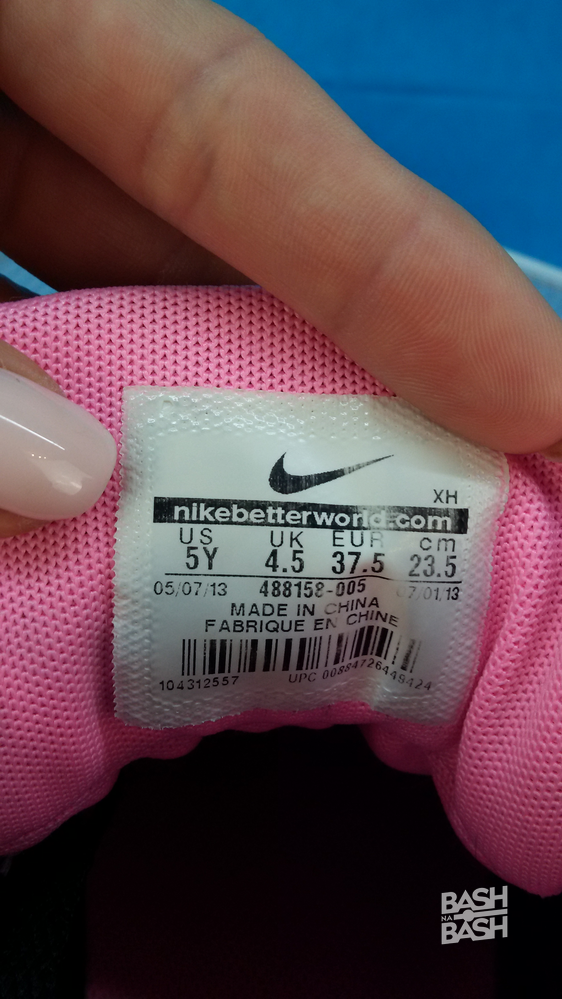 XH
nikebetterworld.com
US UK EUR cm
5Y 4.5 37.5 23.5
05/07/13 488158-005 07/01/13
MADE IN CHINA
FABRIQUE EN CHINE
104312557 UPC 00884726449424
BASH
NA
BASH